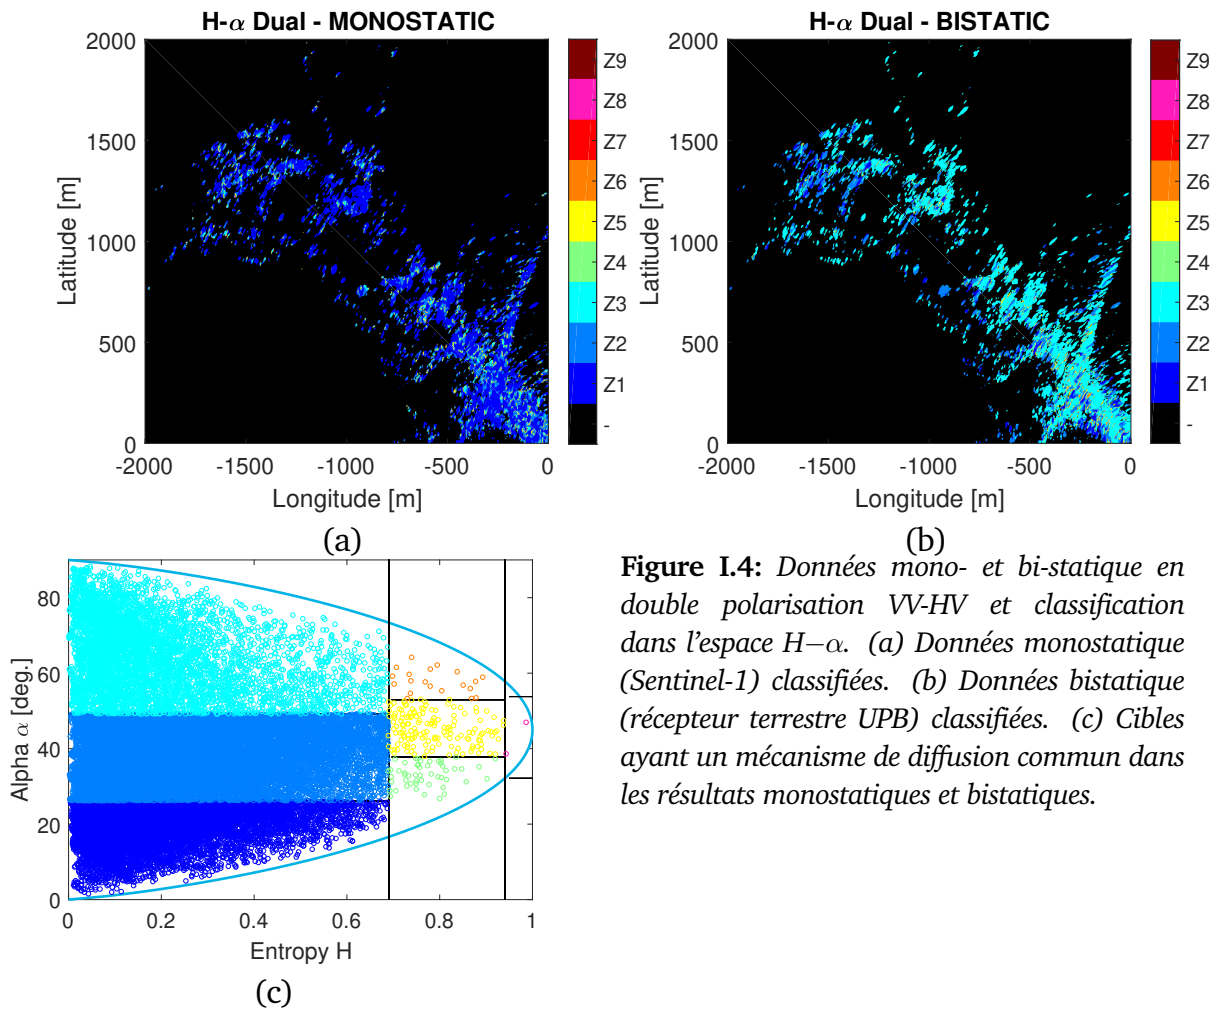 H-α Dual - MONOSTATIC
2000
1500
1000
500
0
Latitude [m]
-2000 -1500 -1000 -500 0
Longitude [m]
Z9
Z8
Z7
Z6
Z5
Z4
Z3
Z2
Z1
-
(a)
H-α Dual - BISTATIC
2000
1500
1000
500
0
Latitude [m]
-2000 -1500 -1000 -500 0
Longitude [m]
Z9
Z8
Z7
Z6
Z5
Z4
Z3
Z2
Z1
-
(b)
80
60
40
20
0
Alpha α [deg.]
0 0.2 0.4 0.6 0.8 1
Entropy H
(c)
Figure I.4: Données mono- et bi-statique en
double polarisation VV-HV et classification
dans l'espace H−α. (a) Données monostatique
(Sentinel-1) classifiées. (b) Données bistatique
(récepteur terrestre UPB) classifiées. (c) Cibles
ayant un mécanisme de diffusion commun dans
les résultats monostatiques et bistatiques.